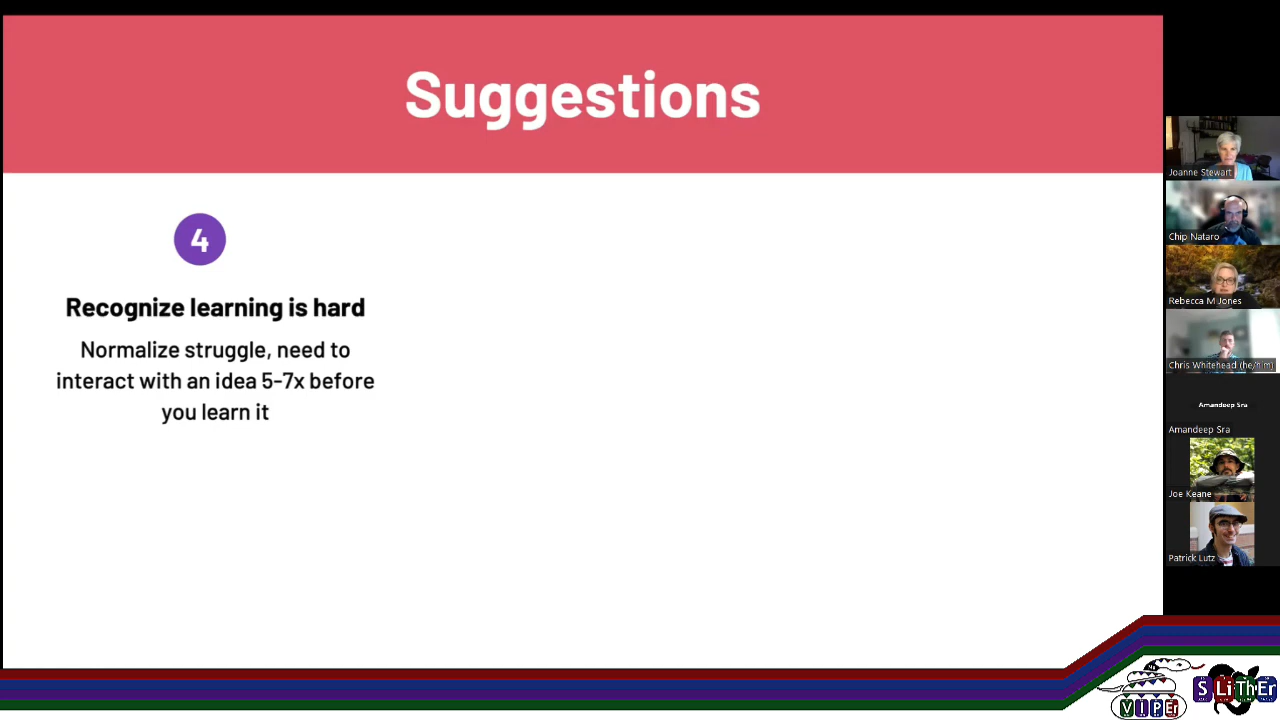 Suggestions
4
Recognize learning is hard
Normalize struggle, need to
interact with an idea 5-7x before
you learn it
Joanne Stewart
Chip Nataro
Rebecca M Jones
Chris Whitehead (he/him)
Amandeep Sra
Amandeep Sra
Joe Keane
Patrick Lutz
VIPEr
SLiThEr